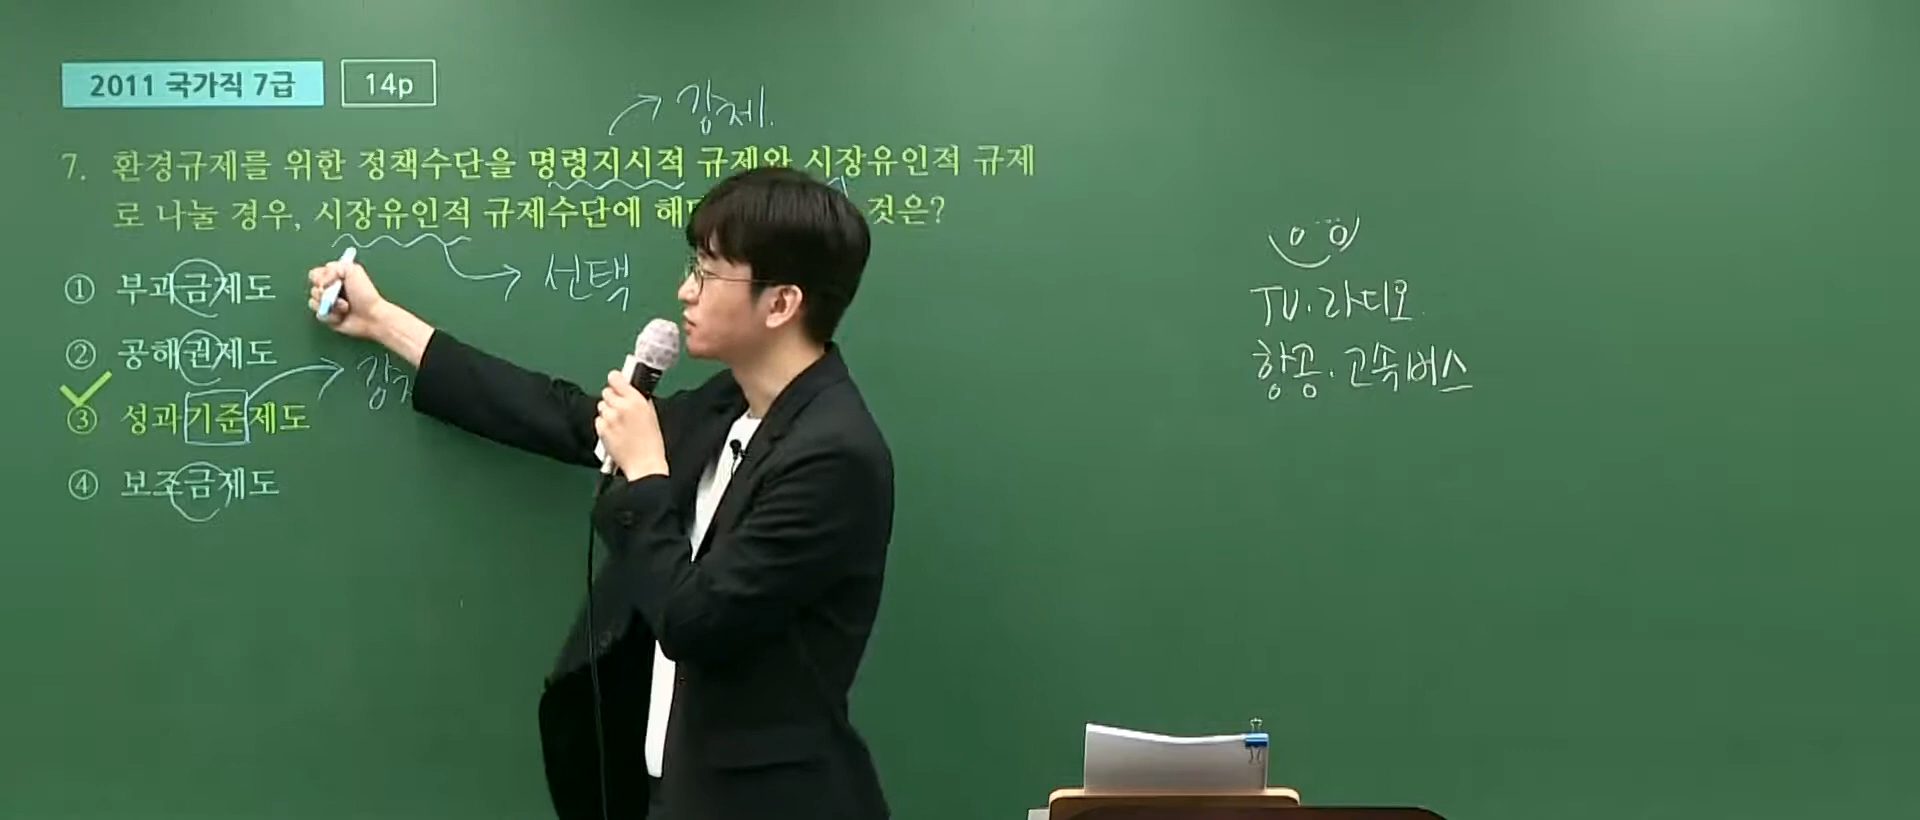 2011 국가직 7급 14p
강제.
7. 환경규제를 위한 정책수단을 명령지시적 규제와 시장유인적 규제
로 나눌 경우, 시장유인적 규제수단에 해 것은?
선택
① 부과금제도
② 공해권제도
강
③ 성과기준제도
④ 보조금제도
TV. 라디오.
항공. 고속버스